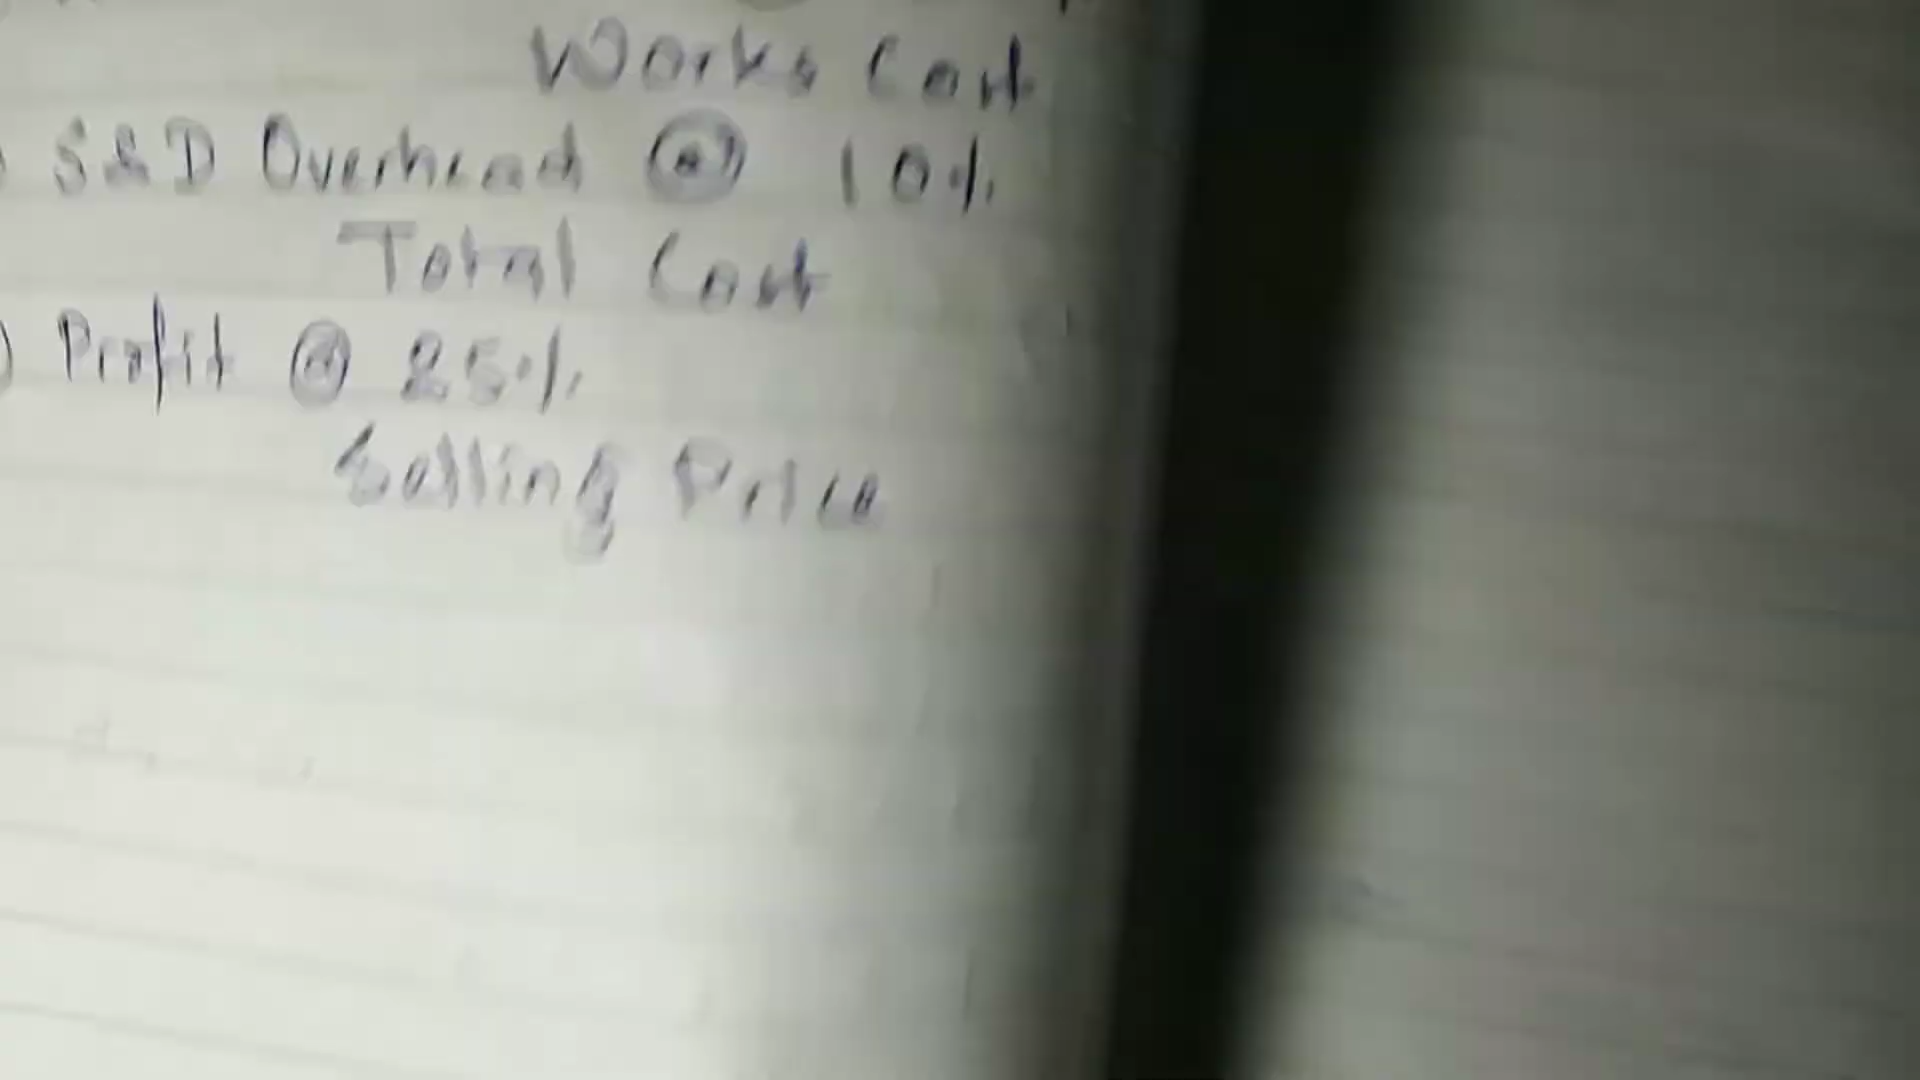 Works Cost
) S&D Overhead @ 10%
Total Cost
) Profit @ 25%
Selling Price